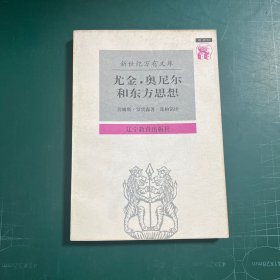 新世纪万有文库
尤金·奥尼尔
和东方思想
詹姆斯·罗宾森著 郑柏铭译
辽宁教育出版社